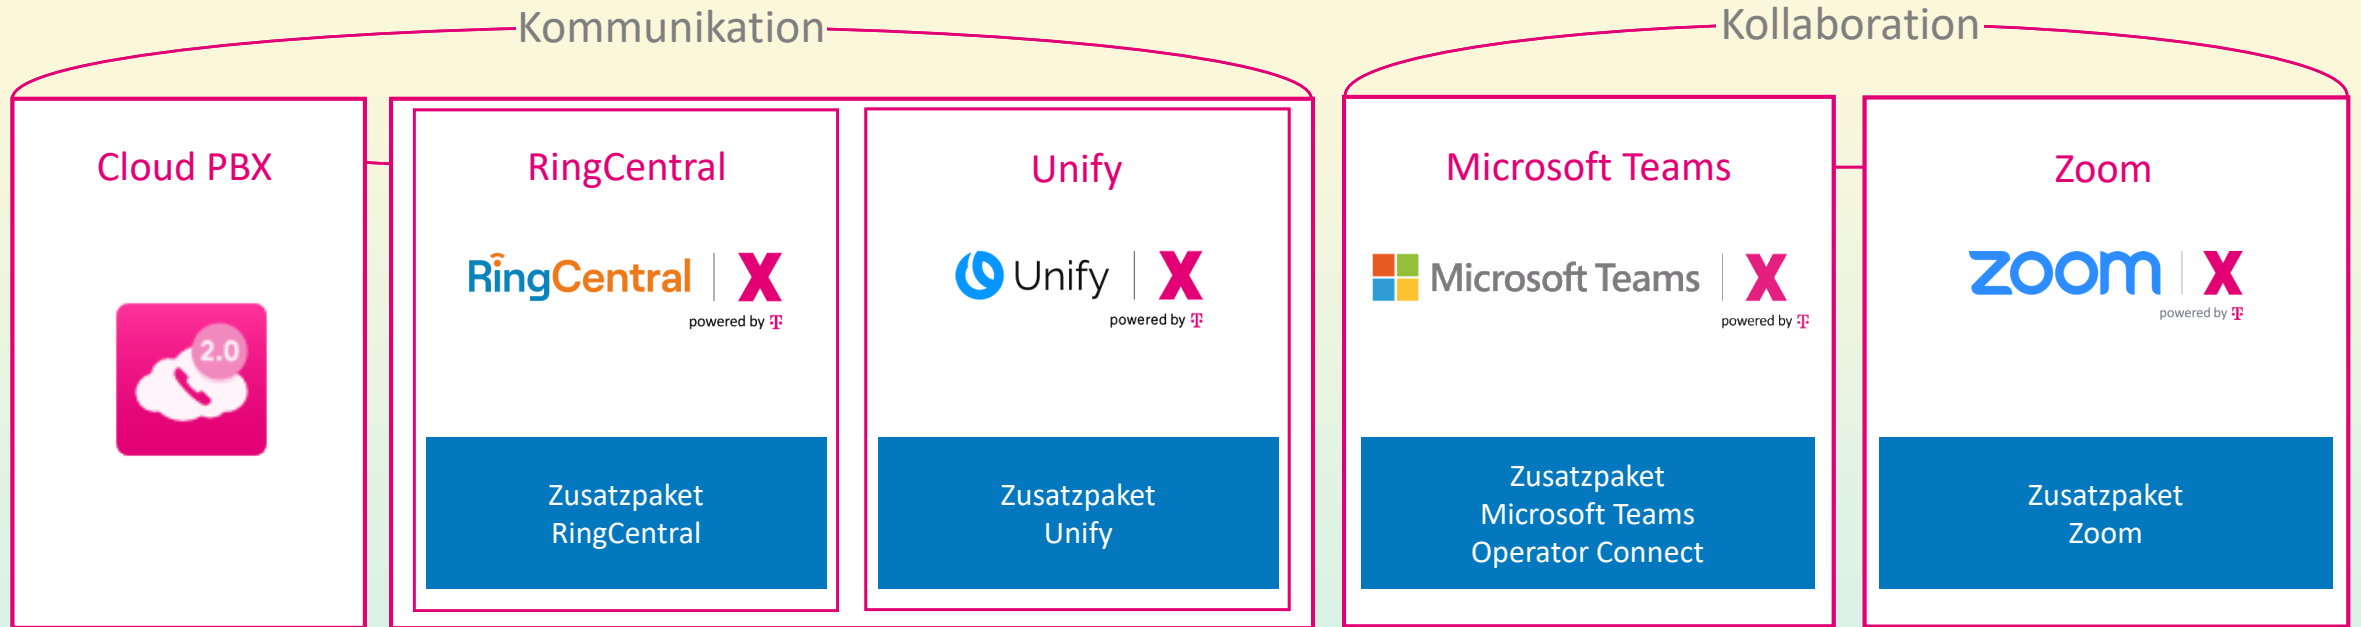 Kommunikation
Kollaboration
Cloud PBX
RingCentral
Unify
Microsoft Teams
Zoom
2.0
RingCentral | X
powered by T
Unify | X
powered by T
Microsoft Teams | X
powered by T
zoom | X
powered by T
Zusatzpaket
RingCentral
Zusatzpaket
Unify
Zusatzpaket
Microsoft Teams
Operator Connect
Zusatzpaket
Zoom